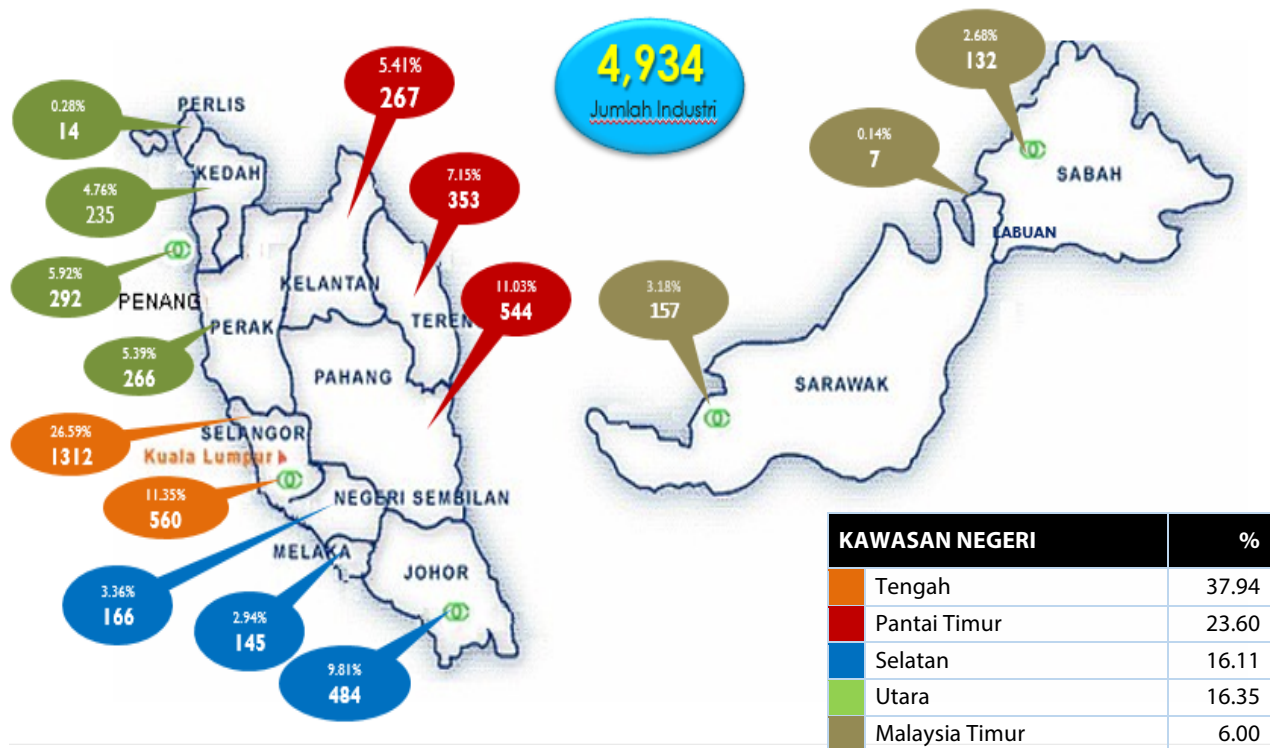 4,934
Jumlah Industri
2.68%
132
5.41%
267
0.28%
14
PERLIS
0.14%
7
KEDAH
SABAH
4.76%
235
7.15%
353
LABUAN
5.92%
292
PENANG
KELANTAN
11.03%
544
3.18%
157
TEREN
PERAK
5.39%
266
PAHANG
SARAWAK
26.59%
1312
SELANGOR
Kuala Lumpur
11.35%
560
NEGERI SEMBILAN
MELAKA
JOHOR
3.36%
166
2.94%
145
9.81%
484
KAWASAN NEGERI %
Tengah 37.94
Pantai Timur 23.60
Selatan 16.11
Utara 16.35
Malaysia Timur 6.00